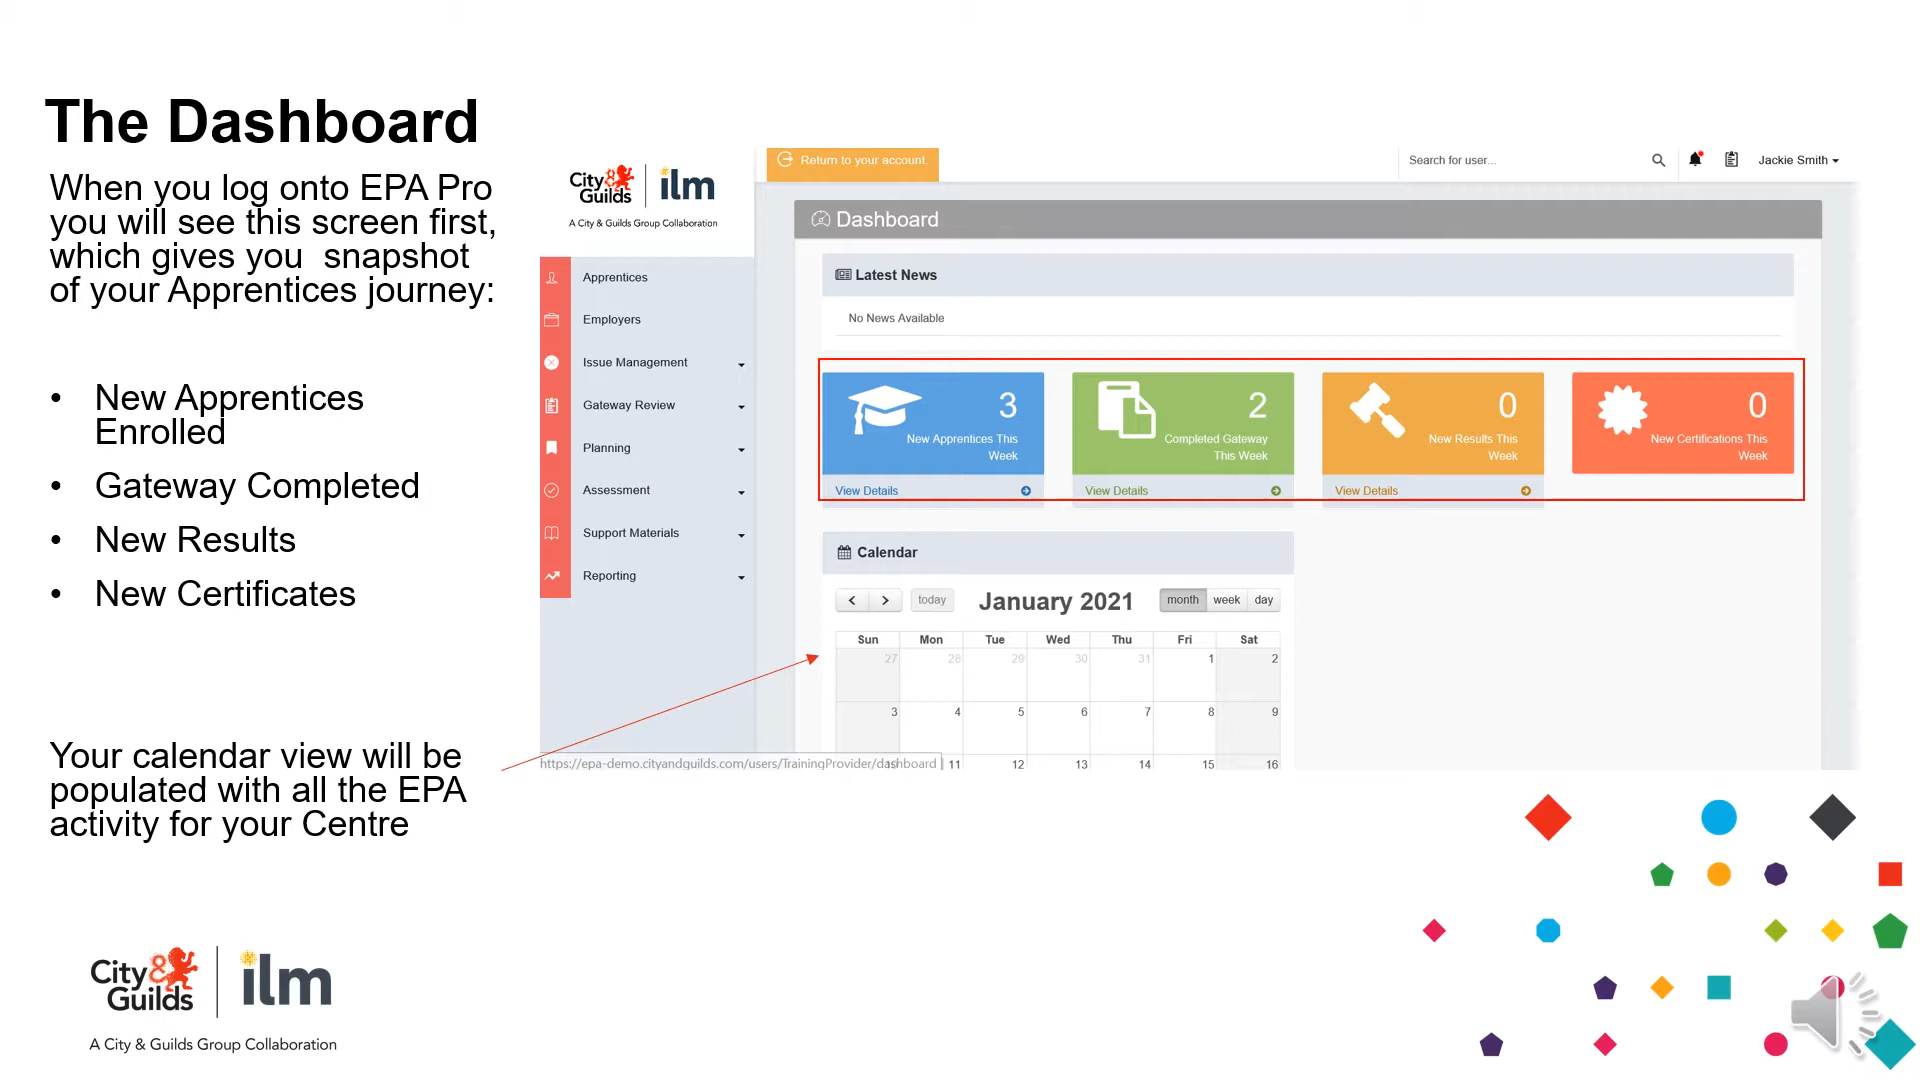 The Dashboard
When you log onto EPA Pro
you will see this screen first,
which gives you  snapshot
of your Apprentices journey:
• New Apprentices
Enrolled
• Gateway Completed
• New Results
• New Certificates
Your calendar view will be
populated with all the EPA
activity for your Centre
City & Guilds ilm
A City & Guilds Group Collaboration
Return to your account.
Search for user...
Jackie Smith
Apprentices
Employers
Issue Management
Gateway Review
Planning
Assessment
Support Materials
Reporting
Dashboard
Latest News
No News Available
3
New Apprentices This
Week
View Details
2
Completed Gateway
This Week
View Details
0
New Results This
Week
View Details
0
New Certifications This
Week
Calendar
< > today January 2021 month week day
Sun Mon Tue Wed Thu Fri Sat
27 28 29 30 31 1 2
3 4 5 6 7 8 9
10 11 12 13 14 15 16
https://epa-demo.cityandguilds.com/users/TrainingProvider/dashboard
City & Guilds ilm
A City & Guilds Group Collaboration